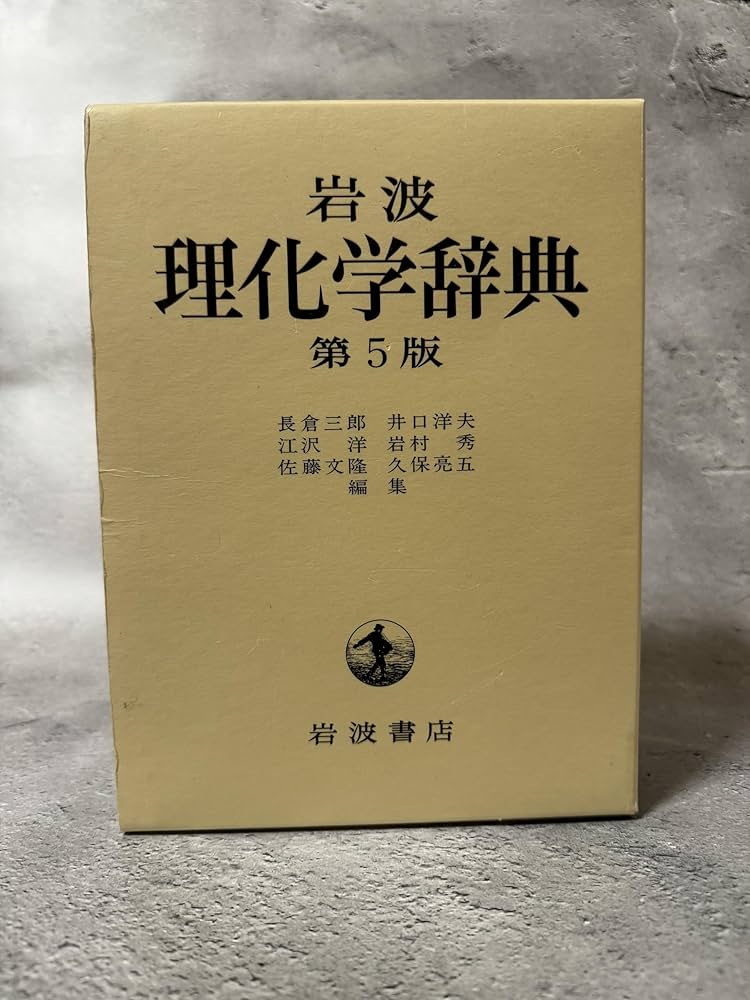 岩波
理化学辞典
第5版
長倉三郎 井口洋夫
江沢 洋 岩村 秀
佐藤文隆 久保亮五
編集
岩波書店